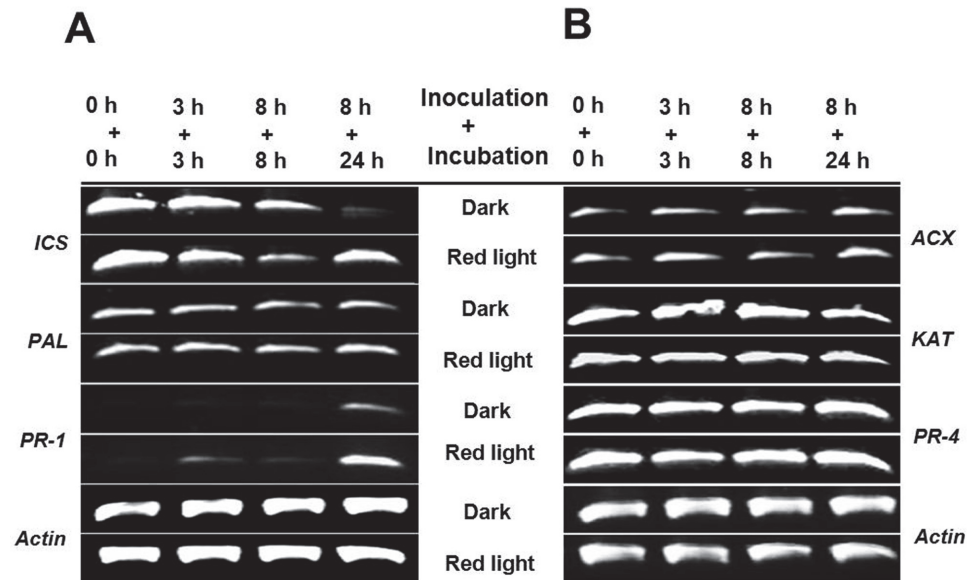 A
B
0 h 3 h 8 h 8 h Inoculation 0 h 3 h 8 h 8 h
+ + + + + + + + +
0 h 3 h 8 h 24 h Incubation 0 h 3 h 8 h 24 h
Dark
ICS ACX
Red light
Dark
PAL KAT
Red light
Dark
PR-1 PR-4
Red light
Dark
Actin Actin
Red light